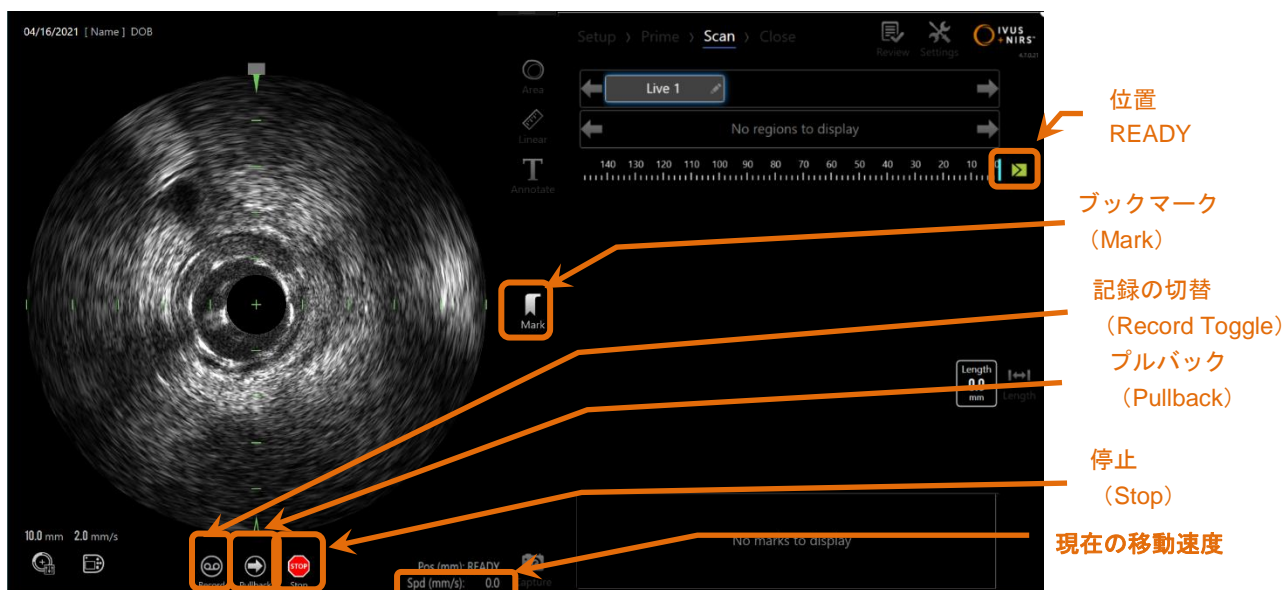 04/16/2021 [ Name ] DOB
Setup › Prime › Scan › Close
Review
Settings
IVUS
+NIRS
Area
Live 1
Linear
No regions to display
Annotate
140 130 120 110 100 90 80 70 60 50 40 30 20 10 0
位置
READY
ブックマーク
（Mark）
Mark
記録の切替
（Record Toggle）
プルバック
（Pullback）
Length
0.0
mm
Length
停止
（Stop）
現在の移動速度
10.0 mm 2.0 mm/s
STOP
Record
Pullback
Stop
Pos (mm): READY
Spd (mm/s): 0.0
Capture
No marks to display